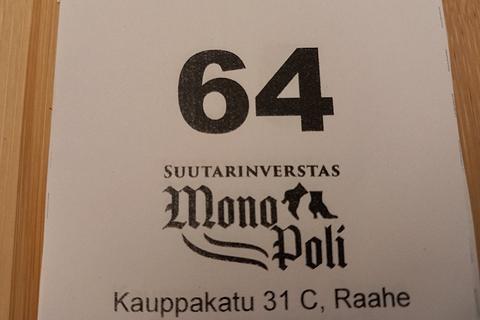 64
SUUTARINVERSTAS
Mono
Poli
Kauppakatu 31 C, Raahe